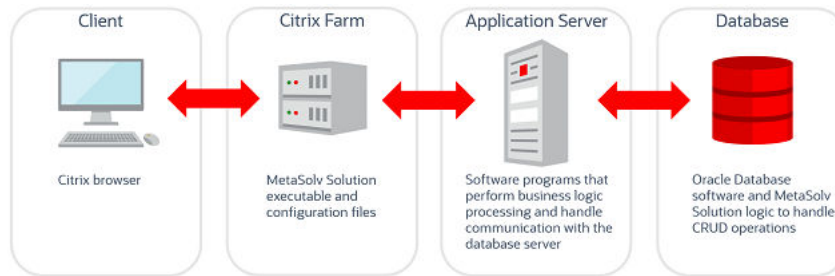 Client
Citrix Farm
Application Server
Database
Citrix browser
MetaSolv Solution
executable and
configuration files
Software programs that
perform business logic
processing and handle
communication with the
database server
Oracle Database
software and MetaSolv
Solution logic to handle
CRUD operations